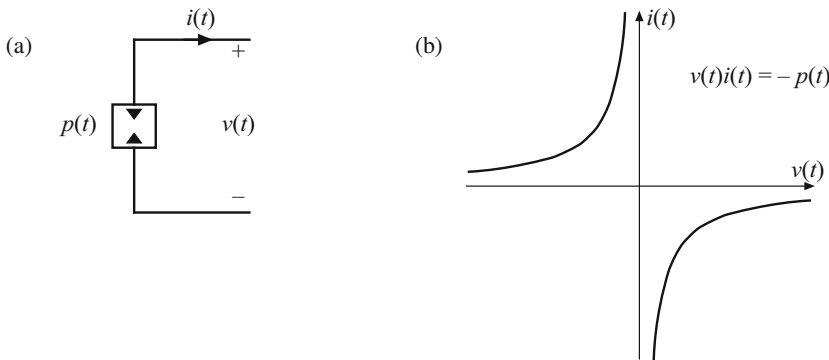 (a)
i(t)
+
p(t)
v(t)
–
(b)
i(t)
v(t)i(t) = – p(t)
v(t)